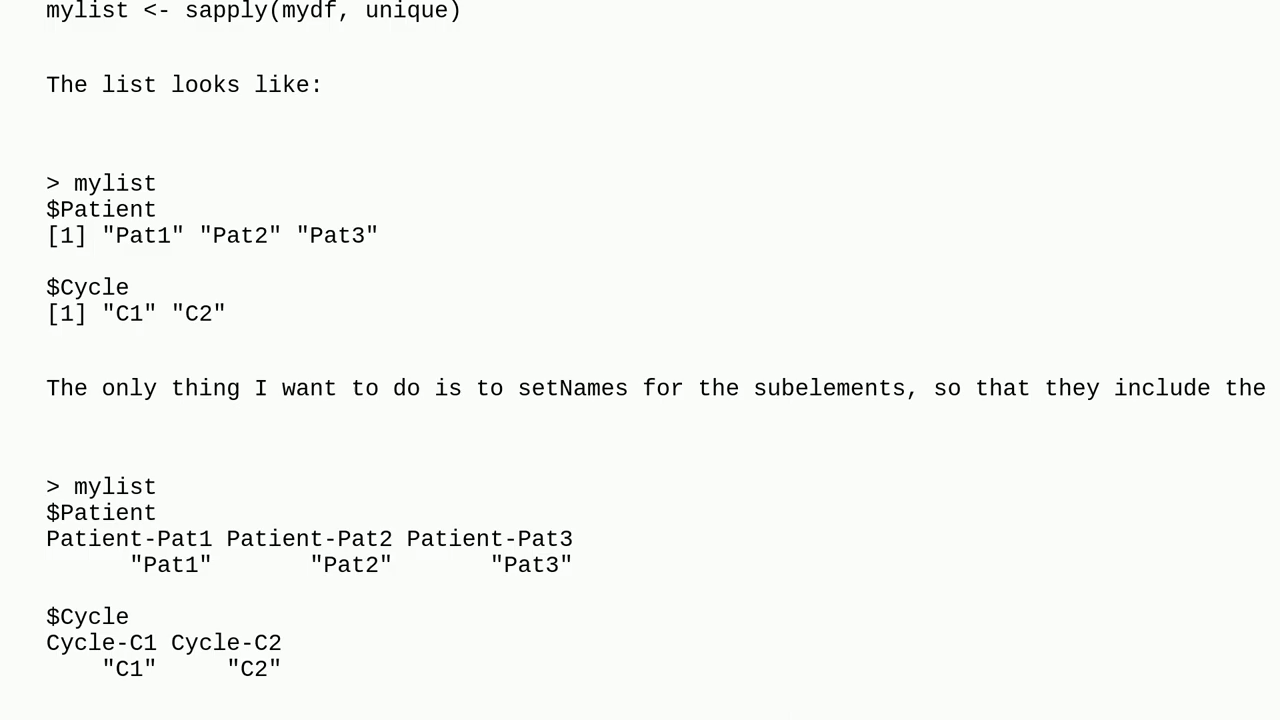 mylist <- sapply(mydf, unique)
The list looks like:
> mylist
$Patient
[1] "Pat1" "Pat2" "Pat3"
$Cycle
[1] "C1" "C2"
The only thing I want to do is to setNames for the subelements, so that they include the
> mylist
$Patient
Patient-Pat1 Patient-Pat2 Patient-Pat3
"Pat1" "Pat2" "Pat3"
$Cycle
Cycle-C1 Cycle-C2
"C1" "C2"